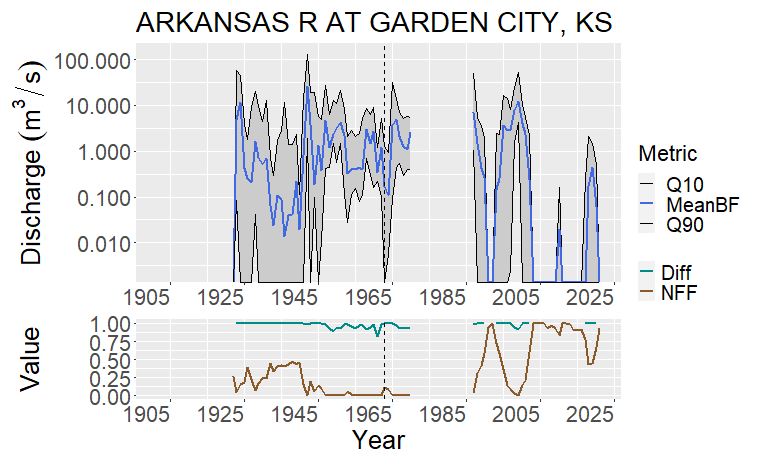 ARKANSAS R AT GARDEN CITY, KS
Discharge (m³/s)
100.000
10.000
1.000
0.100
0.010
1905 1925 1945 1965 1985 2005 2025
Metric
Q10
MeanBF
Q90
Diff
NFF
Value
1.00
0.75
0.50
0.25
0.00
1905 1925 1945 1965 1985 2005 2025
Year